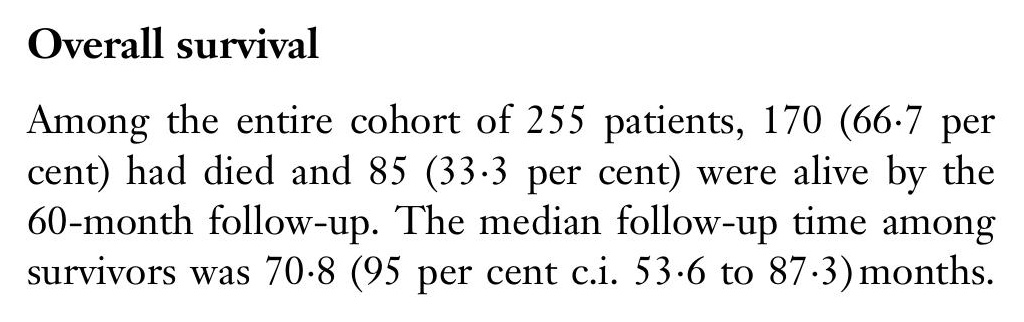 Overall survival
Among the entire cohort of 255 patients, 170 (66·7 per
cent) had died and 85 (33·3 per cent) were alive by the
60-month follow-up. The median follow-up time among
survivors was 70·8 (95 per cent c.i. 53·6 to 87·3) months.